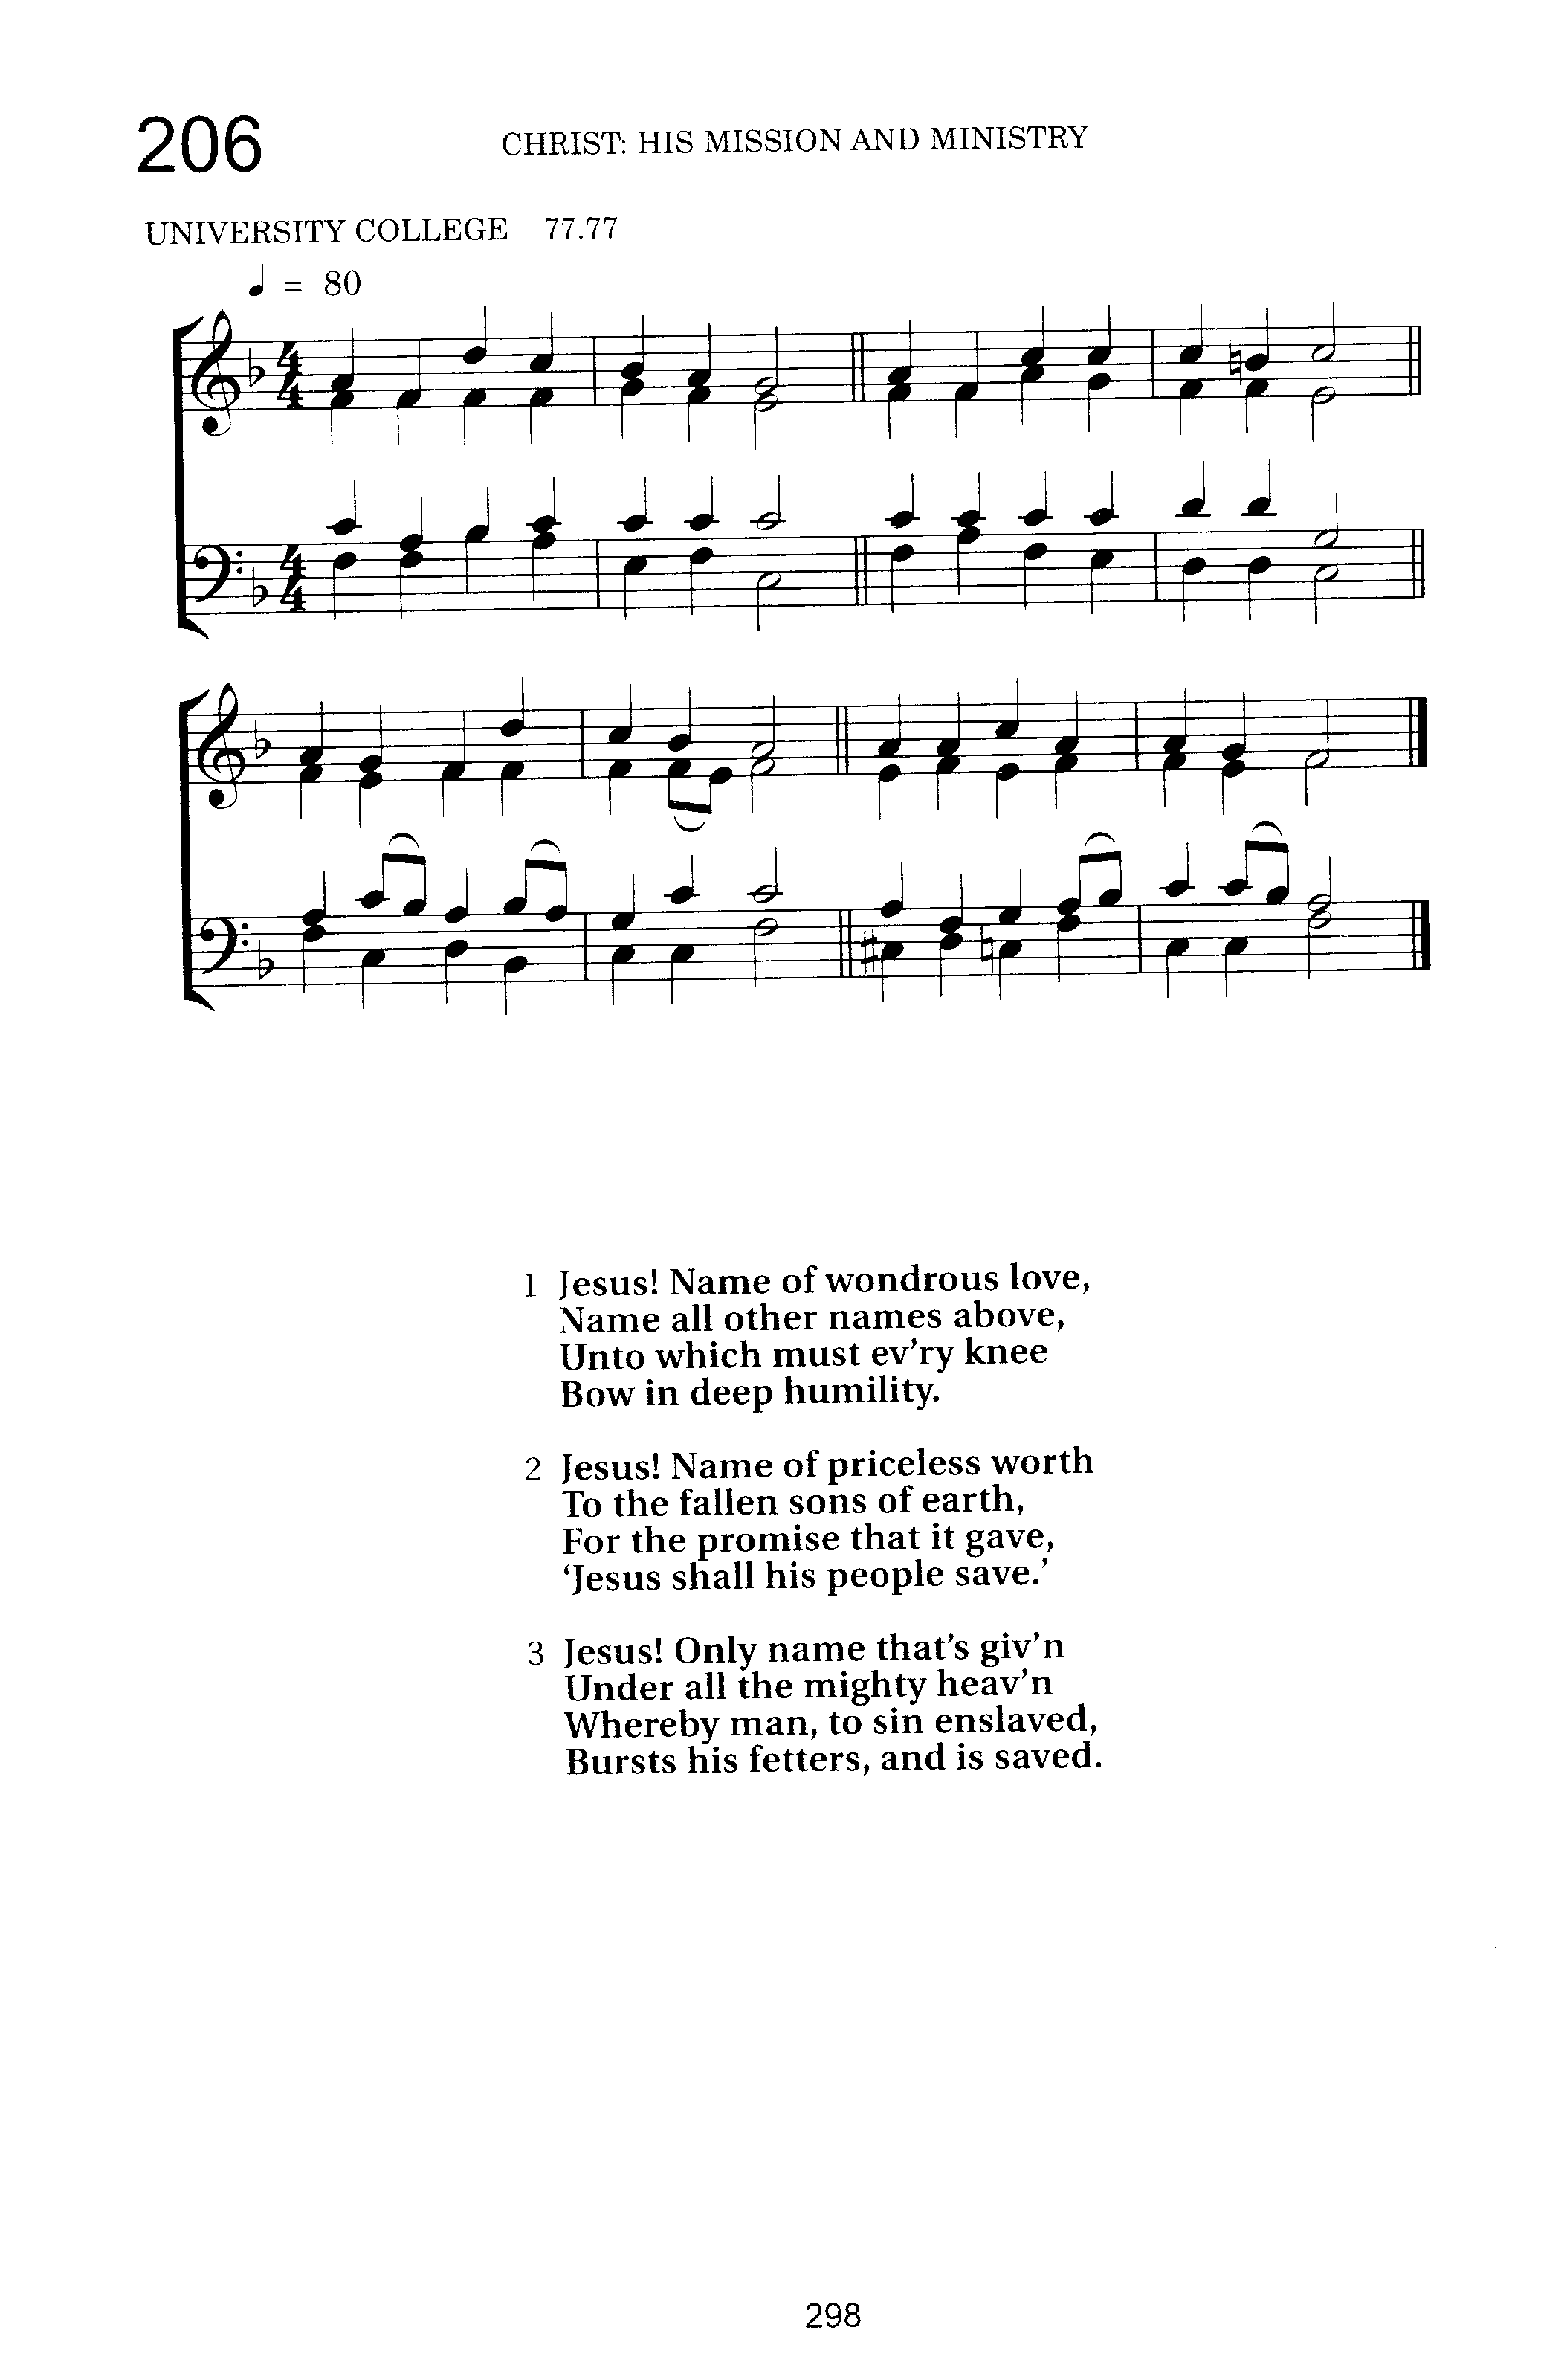 206
CHRIST: HIS MISSION AND MINISTRY
UNIVERSITY COLLEGE 77.77
♩ = 80
1 Jesus! Name of wondrous love,
Name all other names above,
Unto which must ev’ry knee
Bow in deep humility.
2 Jesus! Name of priceless worth
To the fallen sons of earth,
For the promise that it gave,
‘Jesus shall his people save.’
3 Jesus! Only name that’s giv’n
Under all the mighty heav’n
Whereby man, to sin enslaved,
Bursts his fetters, and is saved.
298